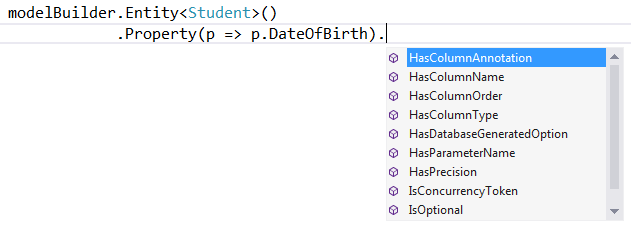 modelBuilder.Entity<Student>()
.Property(p => p.DateOfBirth).
HasColumnAnnotation
HasColumnName
HasColumnOrder
HasColumnType
HasDatabaseGeneratedOption
HasParameterName
HasPrecision
IsConcurrencyToken
IsOptional